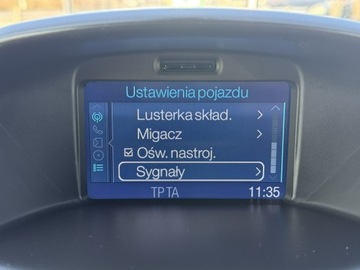 Ustawienia pojazdu
Lusterka skład.
Migacz
Ośw. nastroj.
Sygnały
TP TA 11:35